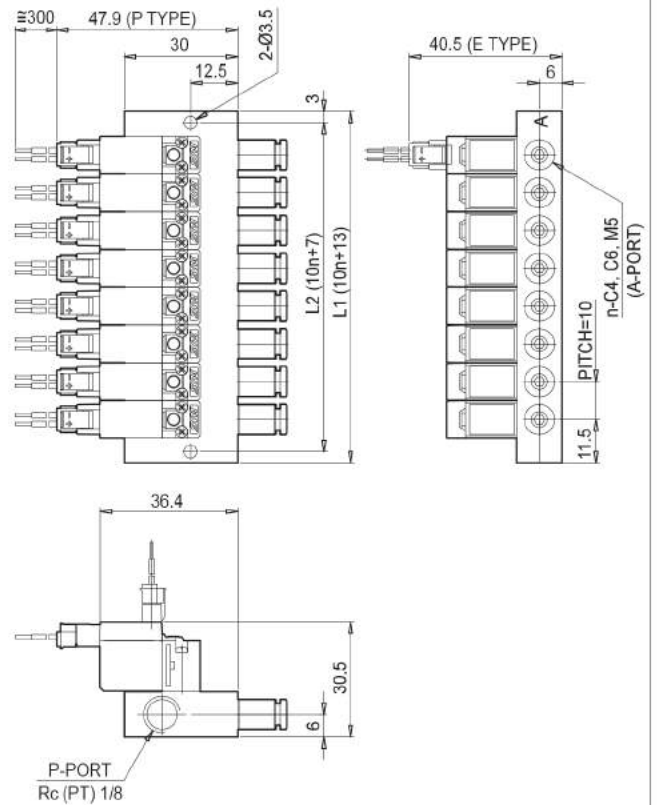 ≅300
47.9 (P TYPE)
30
12.5
2-Ø3.5
3
L2 (10n+7)
L1 (10n+13)
40.5 (E TYPE)
6
A
n-C4, C6, M5
(A-PORT)
PITCH=10
11.5
36.4
30.5
6
P-PORT
Rc (PT) 1/8